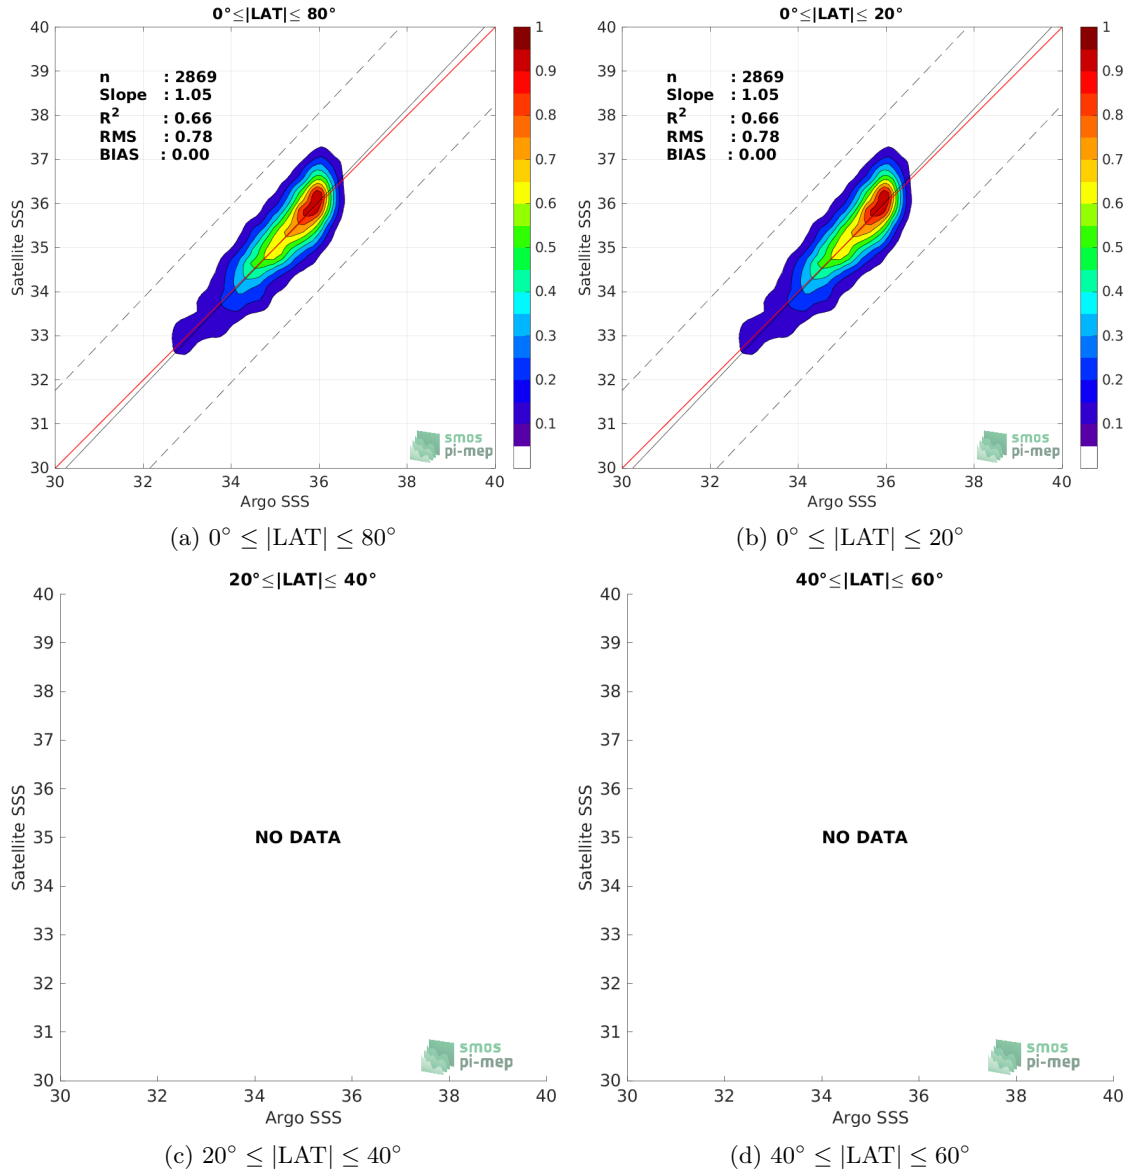 0°≤|LAT|≤ 80°
40
39
38
37
36
35
34
33
32
31
30
30
32
34
36
38
40
Satellite SSS
Argo SSS
n : 2869
Slope : 1.05
R² : 0.66
RMS : 0.78
BIAS : 0.00
1
0.9
0.8
0.7
0.6
0.5
0.4
0.3
0.2
0.1
smos
pi-mep
(a) 0° ≤ |LAT| ≤ 80°
0°≤|LAT|≤ 20°
40
39
38
37
36
35
34
33
32
31
30
30
32
34
36
38
40
Satellite SSS
Argo SSS
n : 2869
Slope : 1.05
R² : 0.66
RMS : 0.78
BIAS : 0.00
1
0.9
0.8
0.7
0.6
0.5
0.4
0.3
0.2
0.1
smos
pi-mep
(b) 0° ≤ |LAT| ≤ 20°
20°≤|LAT|≤ 40°
40
39
38
37
36
35
34
33
32
31
30
30
32
34
36
38
40
Satellite SSS
Argo SSS
NO DATA
smos
pi-mep
(c) 20° ≤ |LAT| ≤ 40°
40°≤|LAT|≤ 60°
40
39
38
37
36
35
34
33
32
31
30
30
32
34
36
38
40
Satellite SSS
Argo SSS
NO DATA
smos
pi-mep
(d) 40° ≤ |LAT| ≤ 60°